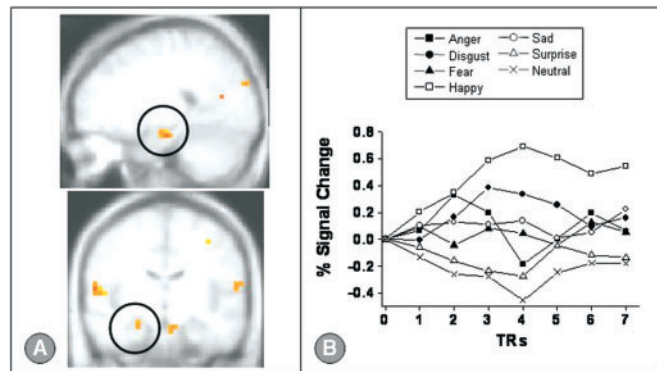 A
Anger
Disgust
Fear
Happy
Sad
Surprise
Neutral
% Signal Change
0.8
0.6
0.4
0.2
0.0
-0.2
-0.4
0 1 2 3 4 5 6 7
TRs
B